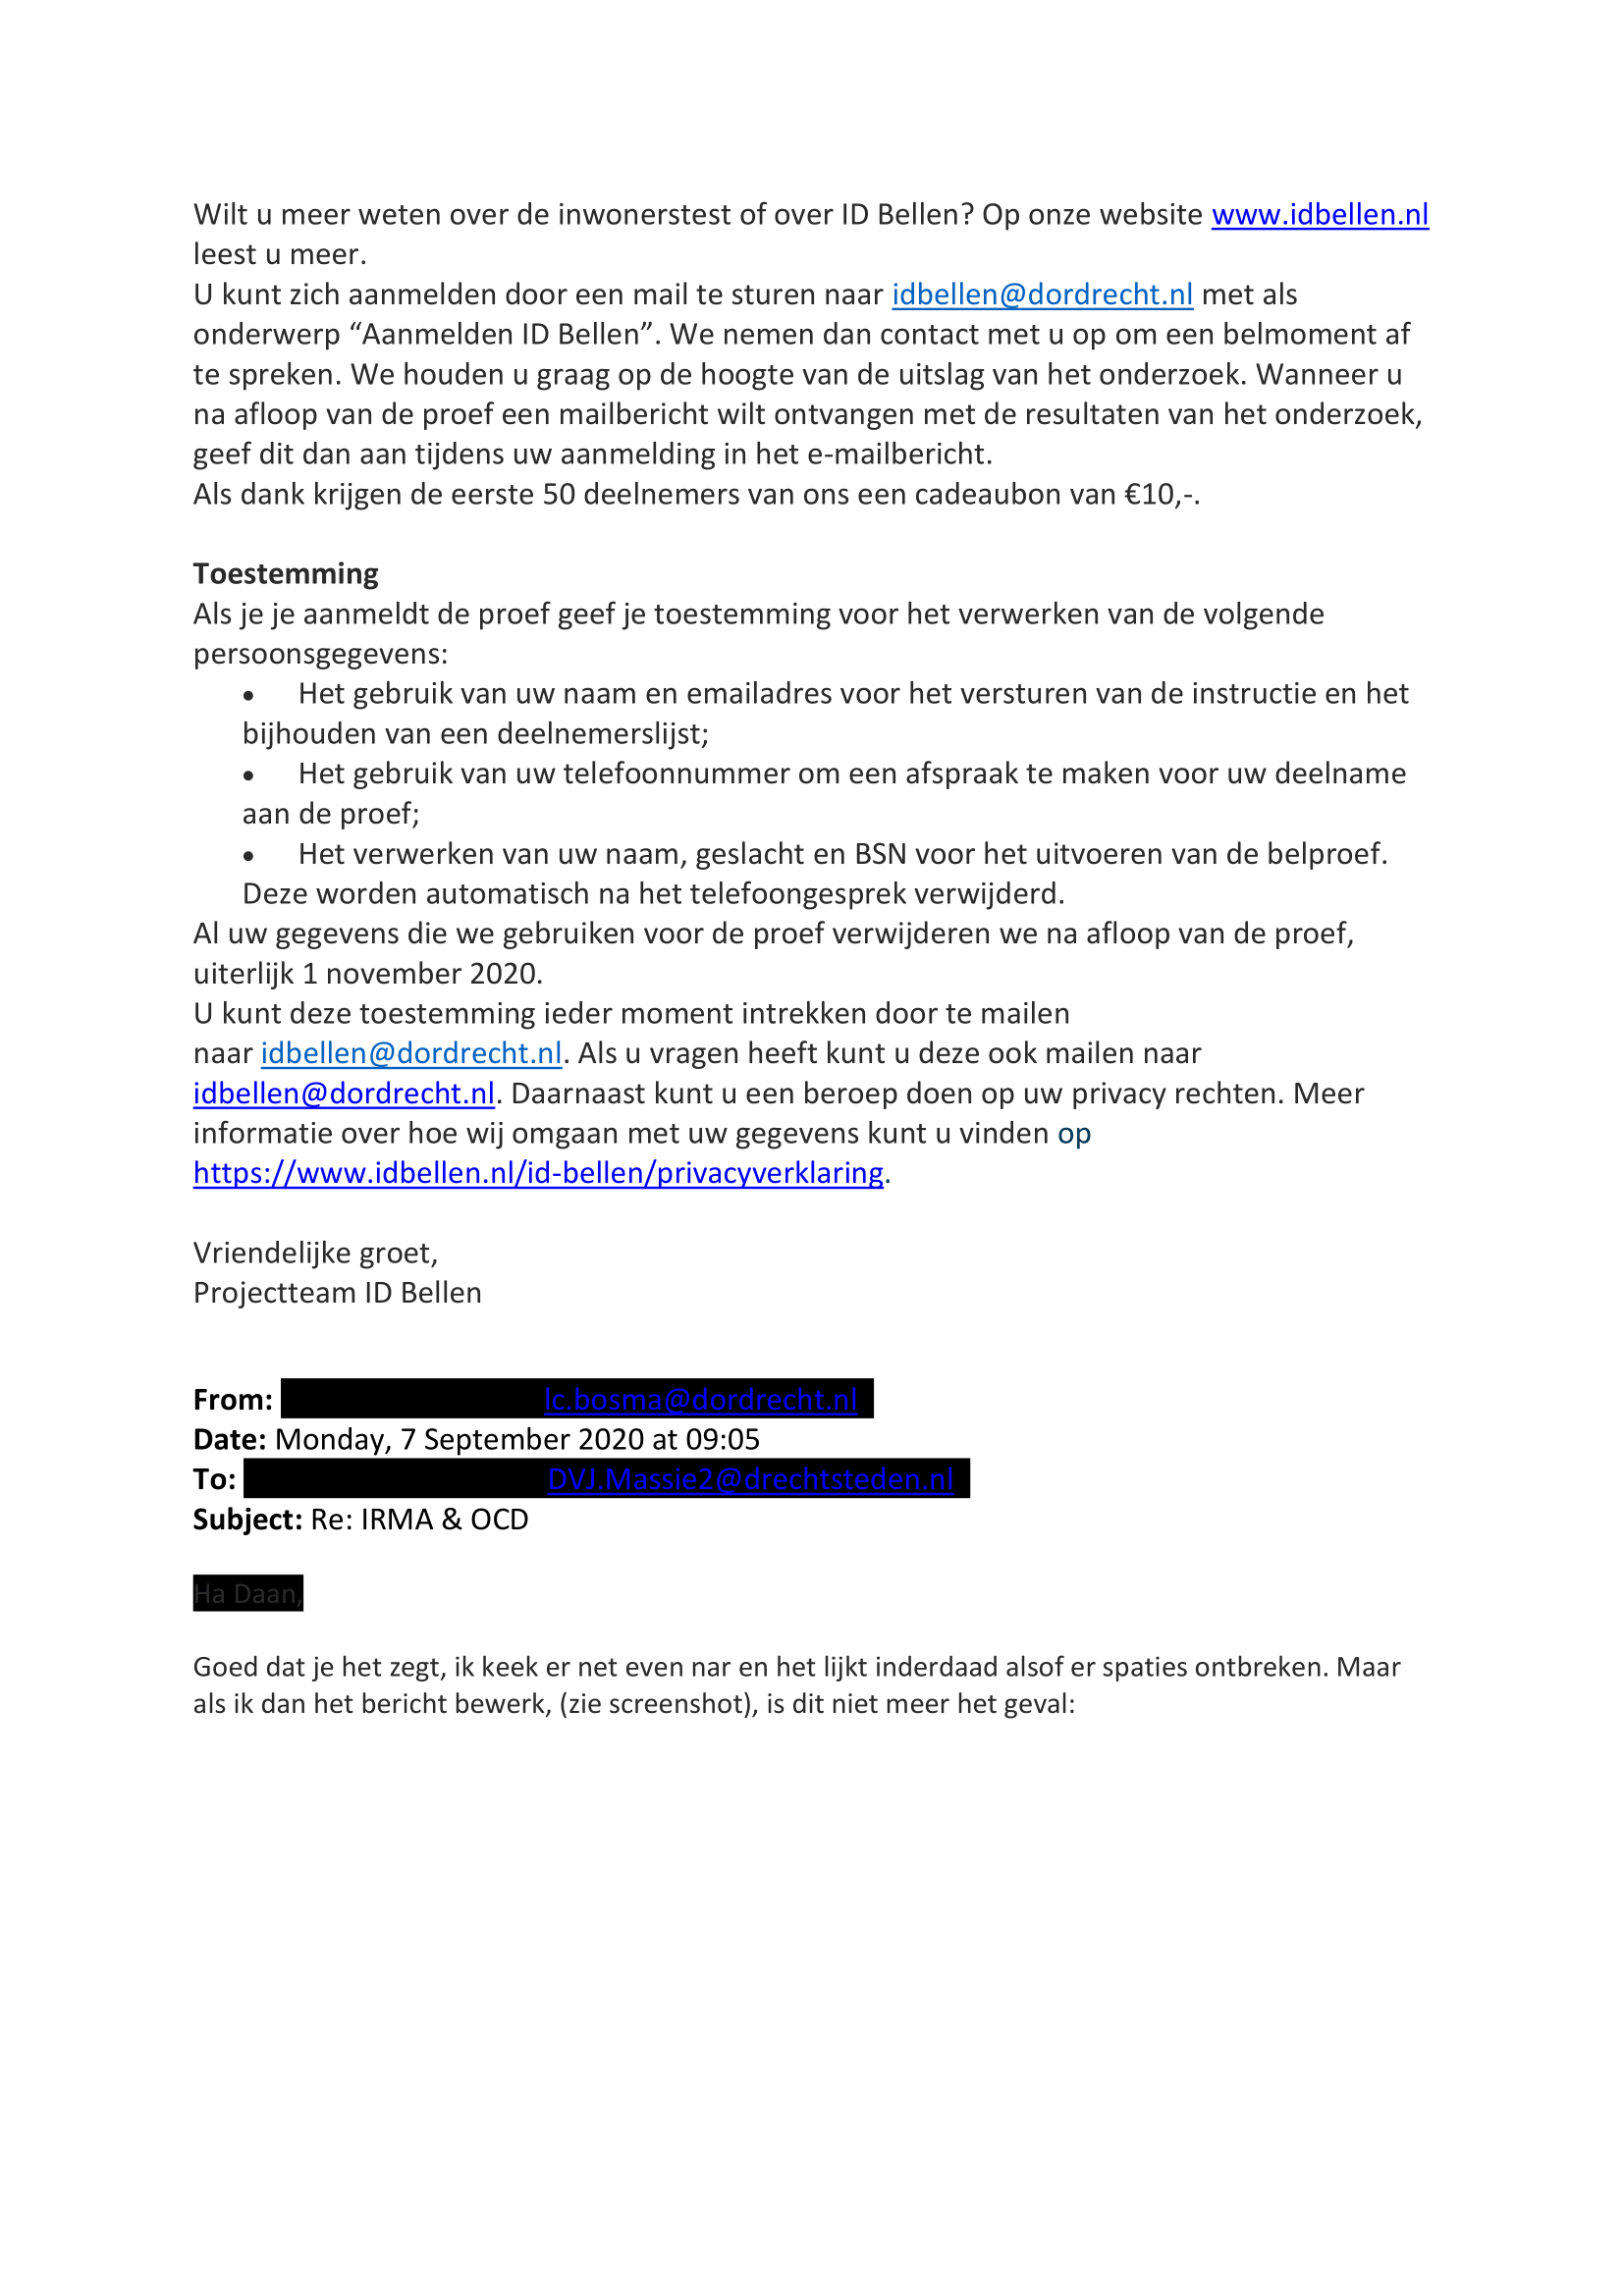 Wilt u meer weten over de inwonerstest of over ID Bellen? Op onze website www.idbellen.nl
leest u meer.
U kunt zich aanmelden door een mail te sturen naar idbellen@dordrecht.nl met als
onderwerp “Aanmelden ID Bellen”. We nemen dan contact met u op om een belmoment af
te spreken. We houden u graag op de hoogte van de uitslag van het onderzoek. Wanneer u
na afloop van de proef een mailbericht wilt ontvangen met de resultaten van het onderzoek,
geef dit dan aan tijdens uw aanmelding in het e-mailbericht.
Als dank krijgen de eerste 50 deelnemers van ons een cadeaubon van €10,-.
Toestemming
Als je je aanmeldt de proef geef je toestemming voor het verwerken van de volgende
persoonsgegevens:
• Het gebruik van uw naam en emailadres voor het versturen van de instructie en het
bijhouden van een deelnemerslijst;
• Het gebruik van uw telefoonnummer om een afspraak te maken voor uw deelname
aan de proef;
• Het verwerken van uw naam, geslacht en BSN voor het uitvoeren van de belproef.
Deze worden automatisch na het telefoongesprek verwijderd.
Al uw gegevens die we gebruiken voor de proef verwijderen we na afloop van de proef,
uiterlijk 1 november 2020.
U kunt deze toestemming ieder moment intrekken door te mailen
naar idbellen@dordrecht.nl. Als u vragen heeft kunt u deze ook mailen naar
idbellen@dordrecht.nl. Daarnaast kunt u een beroep doen op uw privacy rechten. Meer
informatie over hoe wij omgaan met uw gegevens kunt u vinden op
https://www.idbellen.nl/id-bellen/privacyverklaring.
Vriendelijke groet,
Projectteam ID Bellen
From: lc.bosma@dordrecht.nl
Date: Monday, 7 September 2020 at 09:05
To: DVJ.Massie2@drechtsteden.nl
Subject: Re: IRMA & OCD
Ha Daan,
Goed dat je het zegt, ik keek er net even nar en het lijkt inderdaad alsof er spaties ontbreken. Maar
als ik dan het bericht bewerk, (zie screenshot), is dit niet meer het geval: